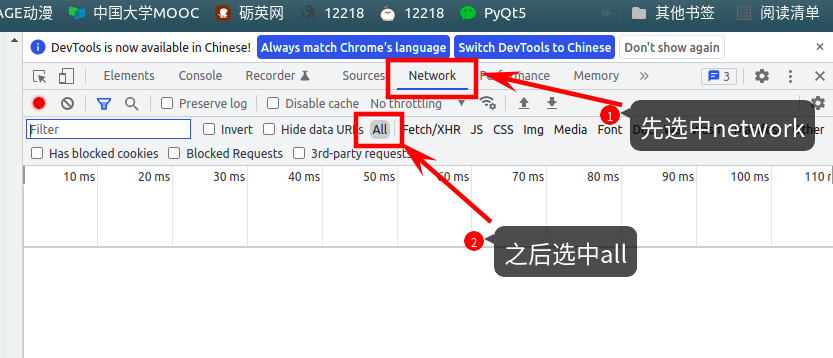 AGE动漫 中国大学MOOC 砺英网 12218 12218 PyQt5 » 其他书签 阅读清单
DevTools is now available in Chinese! Always match Chrome's language Switch DevTools to Chinese Don't show again
Elements Console Recorder Sources Network Performance Memory » 3
Preserve log Disable cache No throttling
1 先选中network
Filter Invert Hide data URLs All Fetch/XHR JS CSS Img Media Font
Has blocked cookies Blocked Requests 3rd-party requests
10 ms 20 ms 30 ms 40 ms 50 ms 60 ms 70 ms 80 ms 90 ms 100 ms 110
2 之后选中all